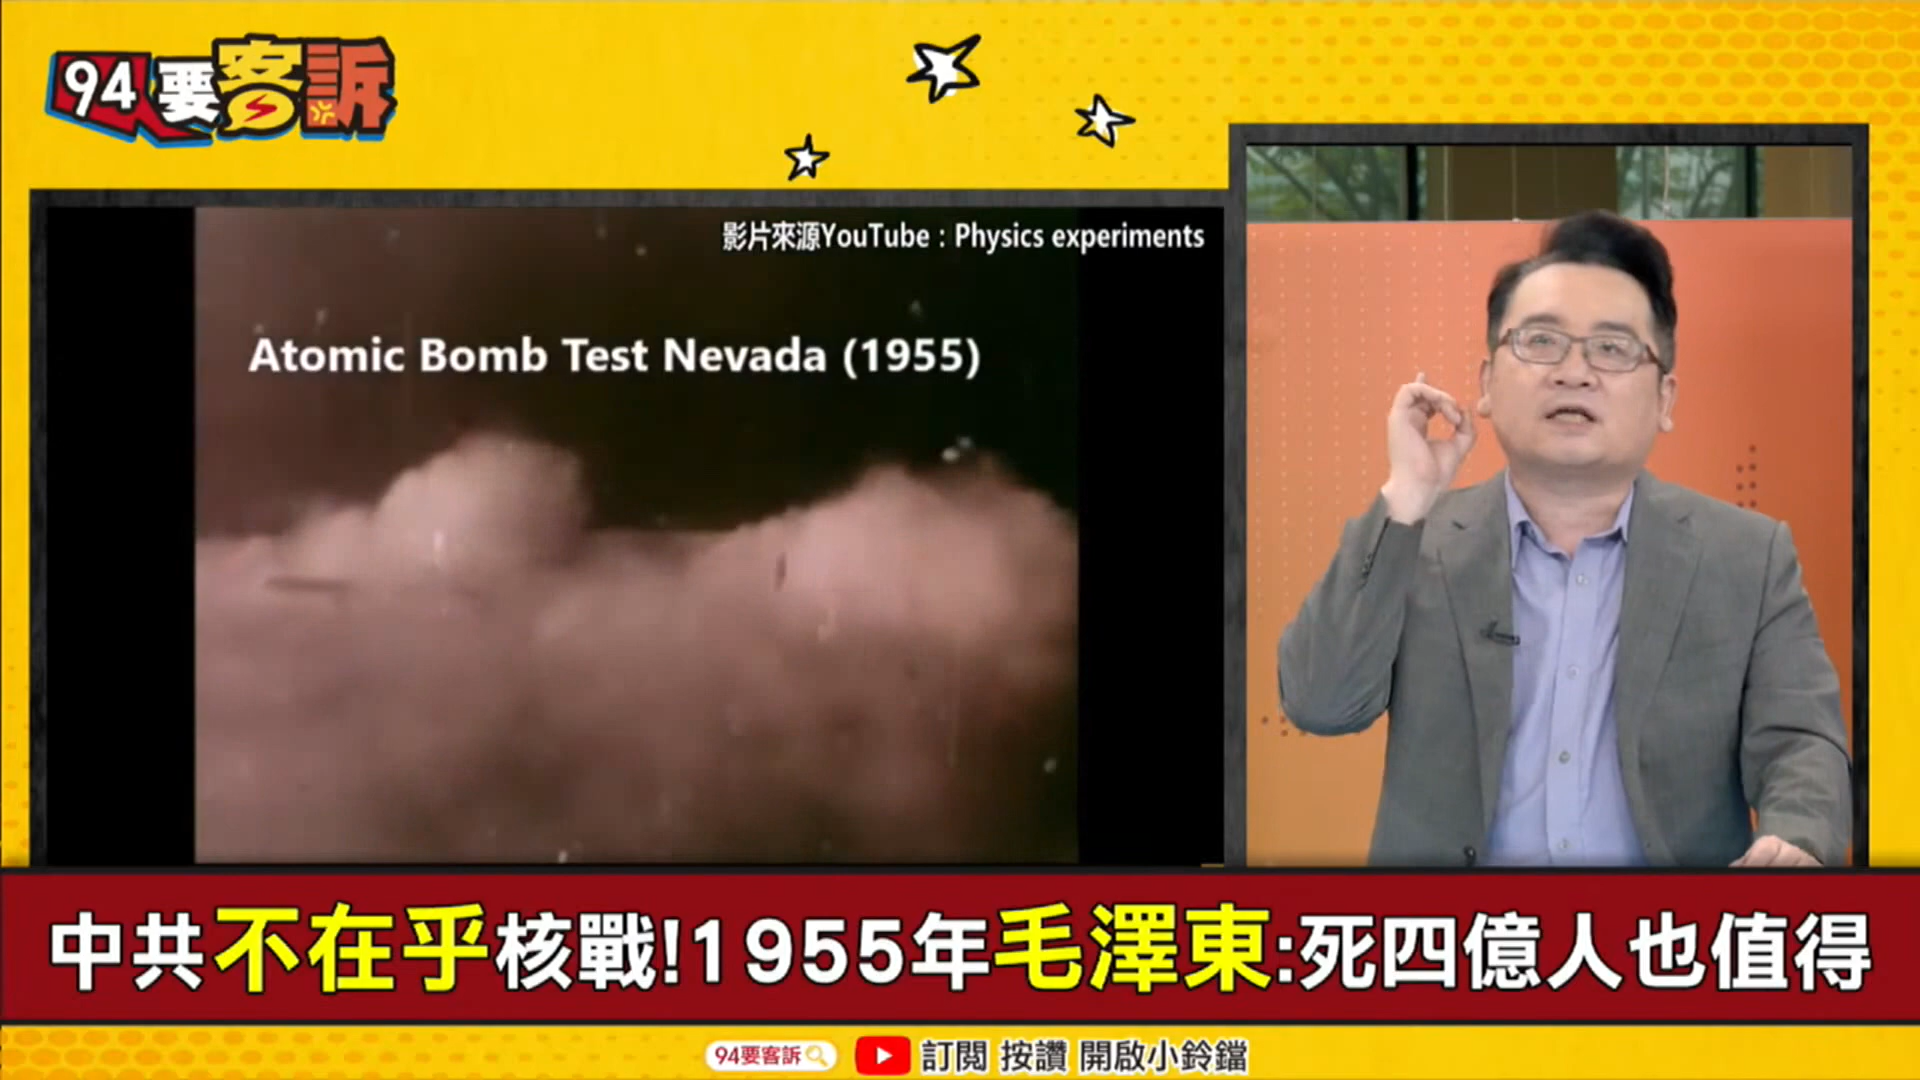 94要客訴
影片來源YouTube : Physics experiments
Atomic Bomb Test Nevada (1955)
中共不在乎核戰!1955年毛澤東:死四億人也值得
94要客訴
訂閱 按讚 開啟小鈴鐺